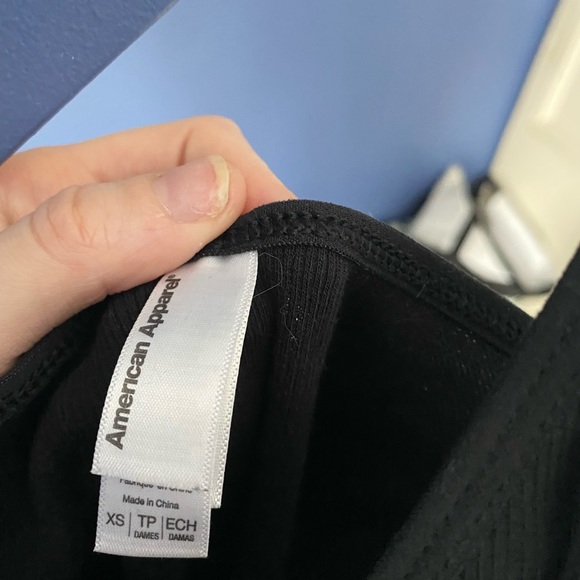 American Apparel®
Made in China
XS | TP | ECH
DAMES DAMAS